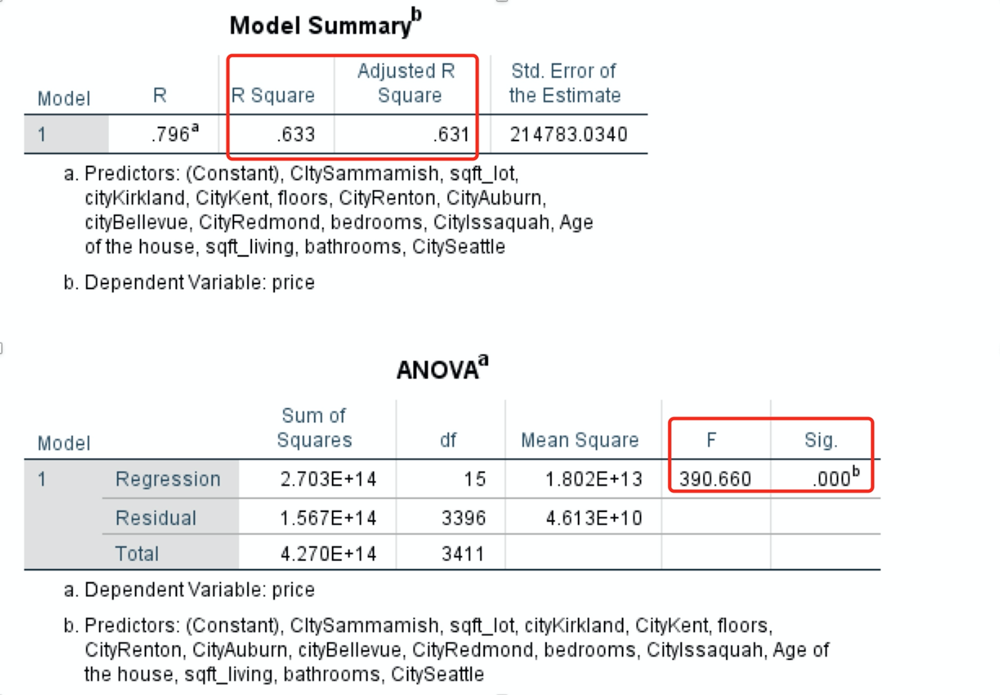 Model Summaryb
Model R R Square Adjusted R Square Std. Error of the Estimate
1 .796a .633 .631 214783.0340
a. Predictors: (Constant), CItySammamish, sqft_lot,
cityKirkland, CityKent, floors, CityRenton, CityAuburn,
cityBellevue, CityRedmond, bedrooms, CityIssaquah, Age
of the house, sqft_living, bathrooms, CitySeattle
b. Dependent Variable: price
ANOVAa
Model Sum of Squares df Mean Square F Sig.
1 Regression 2.703E+14 15 1.802E+13 390.660 .000b
Residual 1.567E+14 3396 4.613E+10
Total 4.270E+14 3411
a. Dependent Variable: price
b. Predictors: (Constant), CItySammamish, sqft_lot, cityKirkland, CityKent, floors,
CityRenton, CityAuburn, cityBellevue, CityRedmond, bedrooms, CityIssaquah, Age of
the house, sqft_living, bathrooms, CitySeattle